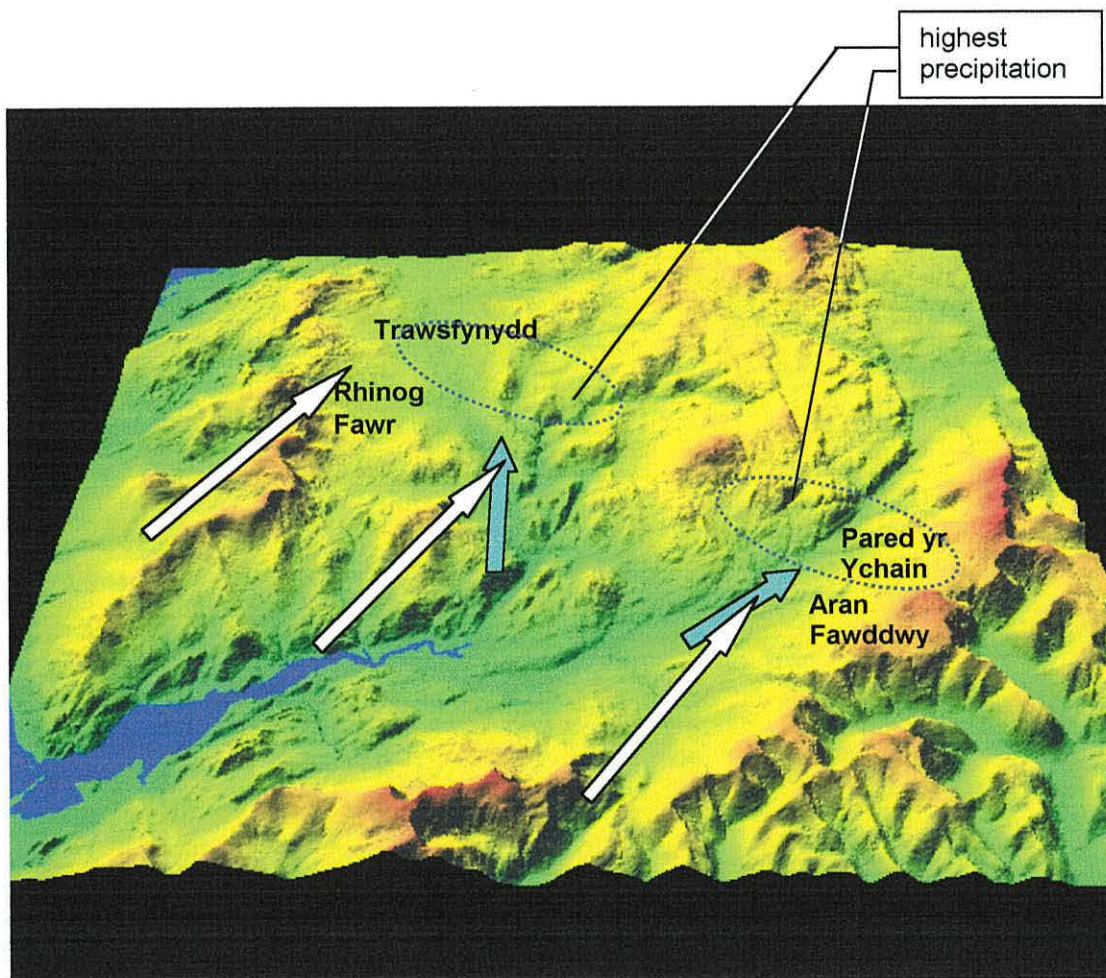 highest
precipitation
Trawsfynydd
Rhinog
Fawr
Pared yr
Ychain
Aran
Fawddwy